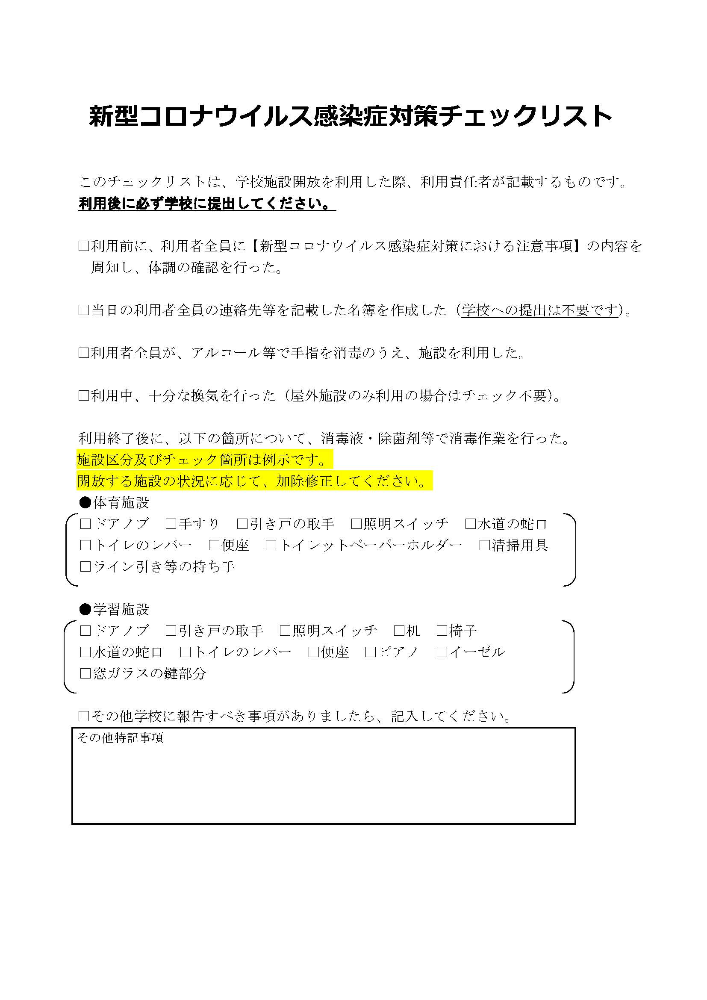 新型コロナウイルス感染症対策チェックリスト
このチェックリストは、学校施設開放を利用した際、利用責任者が記載するものです。
利用後に必ず学校に提出してください。
□利用前に、利用者全員に【新型コロナウイルス感染症対策における注意事項】の内容を
周知し、体調の確認を行った。
□当日の利用者全員の連絡先等を記載した名簿を作成した（学校への提出は不要です）。
□利用者全員が、アルコール等で手指を消毒のうえ、施設を利用した。
□利用中、十分な換気を行った（屋外施設のみ利用の場合はチェック不要）。
利用終了後に、以下の箇所について、消毒液・除菌剤等で消毒作業を行った。
施設区分及びチェック箇所は例示です。
開放する施設の状況に応じて、加除修正してください。
●体育施設
□ドアノブ　□手すり　□引き戸の取手　□照明スイッチ　□水道の蛇口
□トイレのレバー　□便座　□トイレットペーパーホルダー　□清掃用具
□ライン引き等の持ち手
●学習施設
□ドアノブ　□引き戸の取手　□照明スイッチ　□机　□椅子
□水道の蛇口　□トイレのレバー　□便座　□ピアノ　□イーゼル
□窓ガラスの鍵部分
□その他学校に報告すべき事項がありましたら、記入してください。
その他特記事項